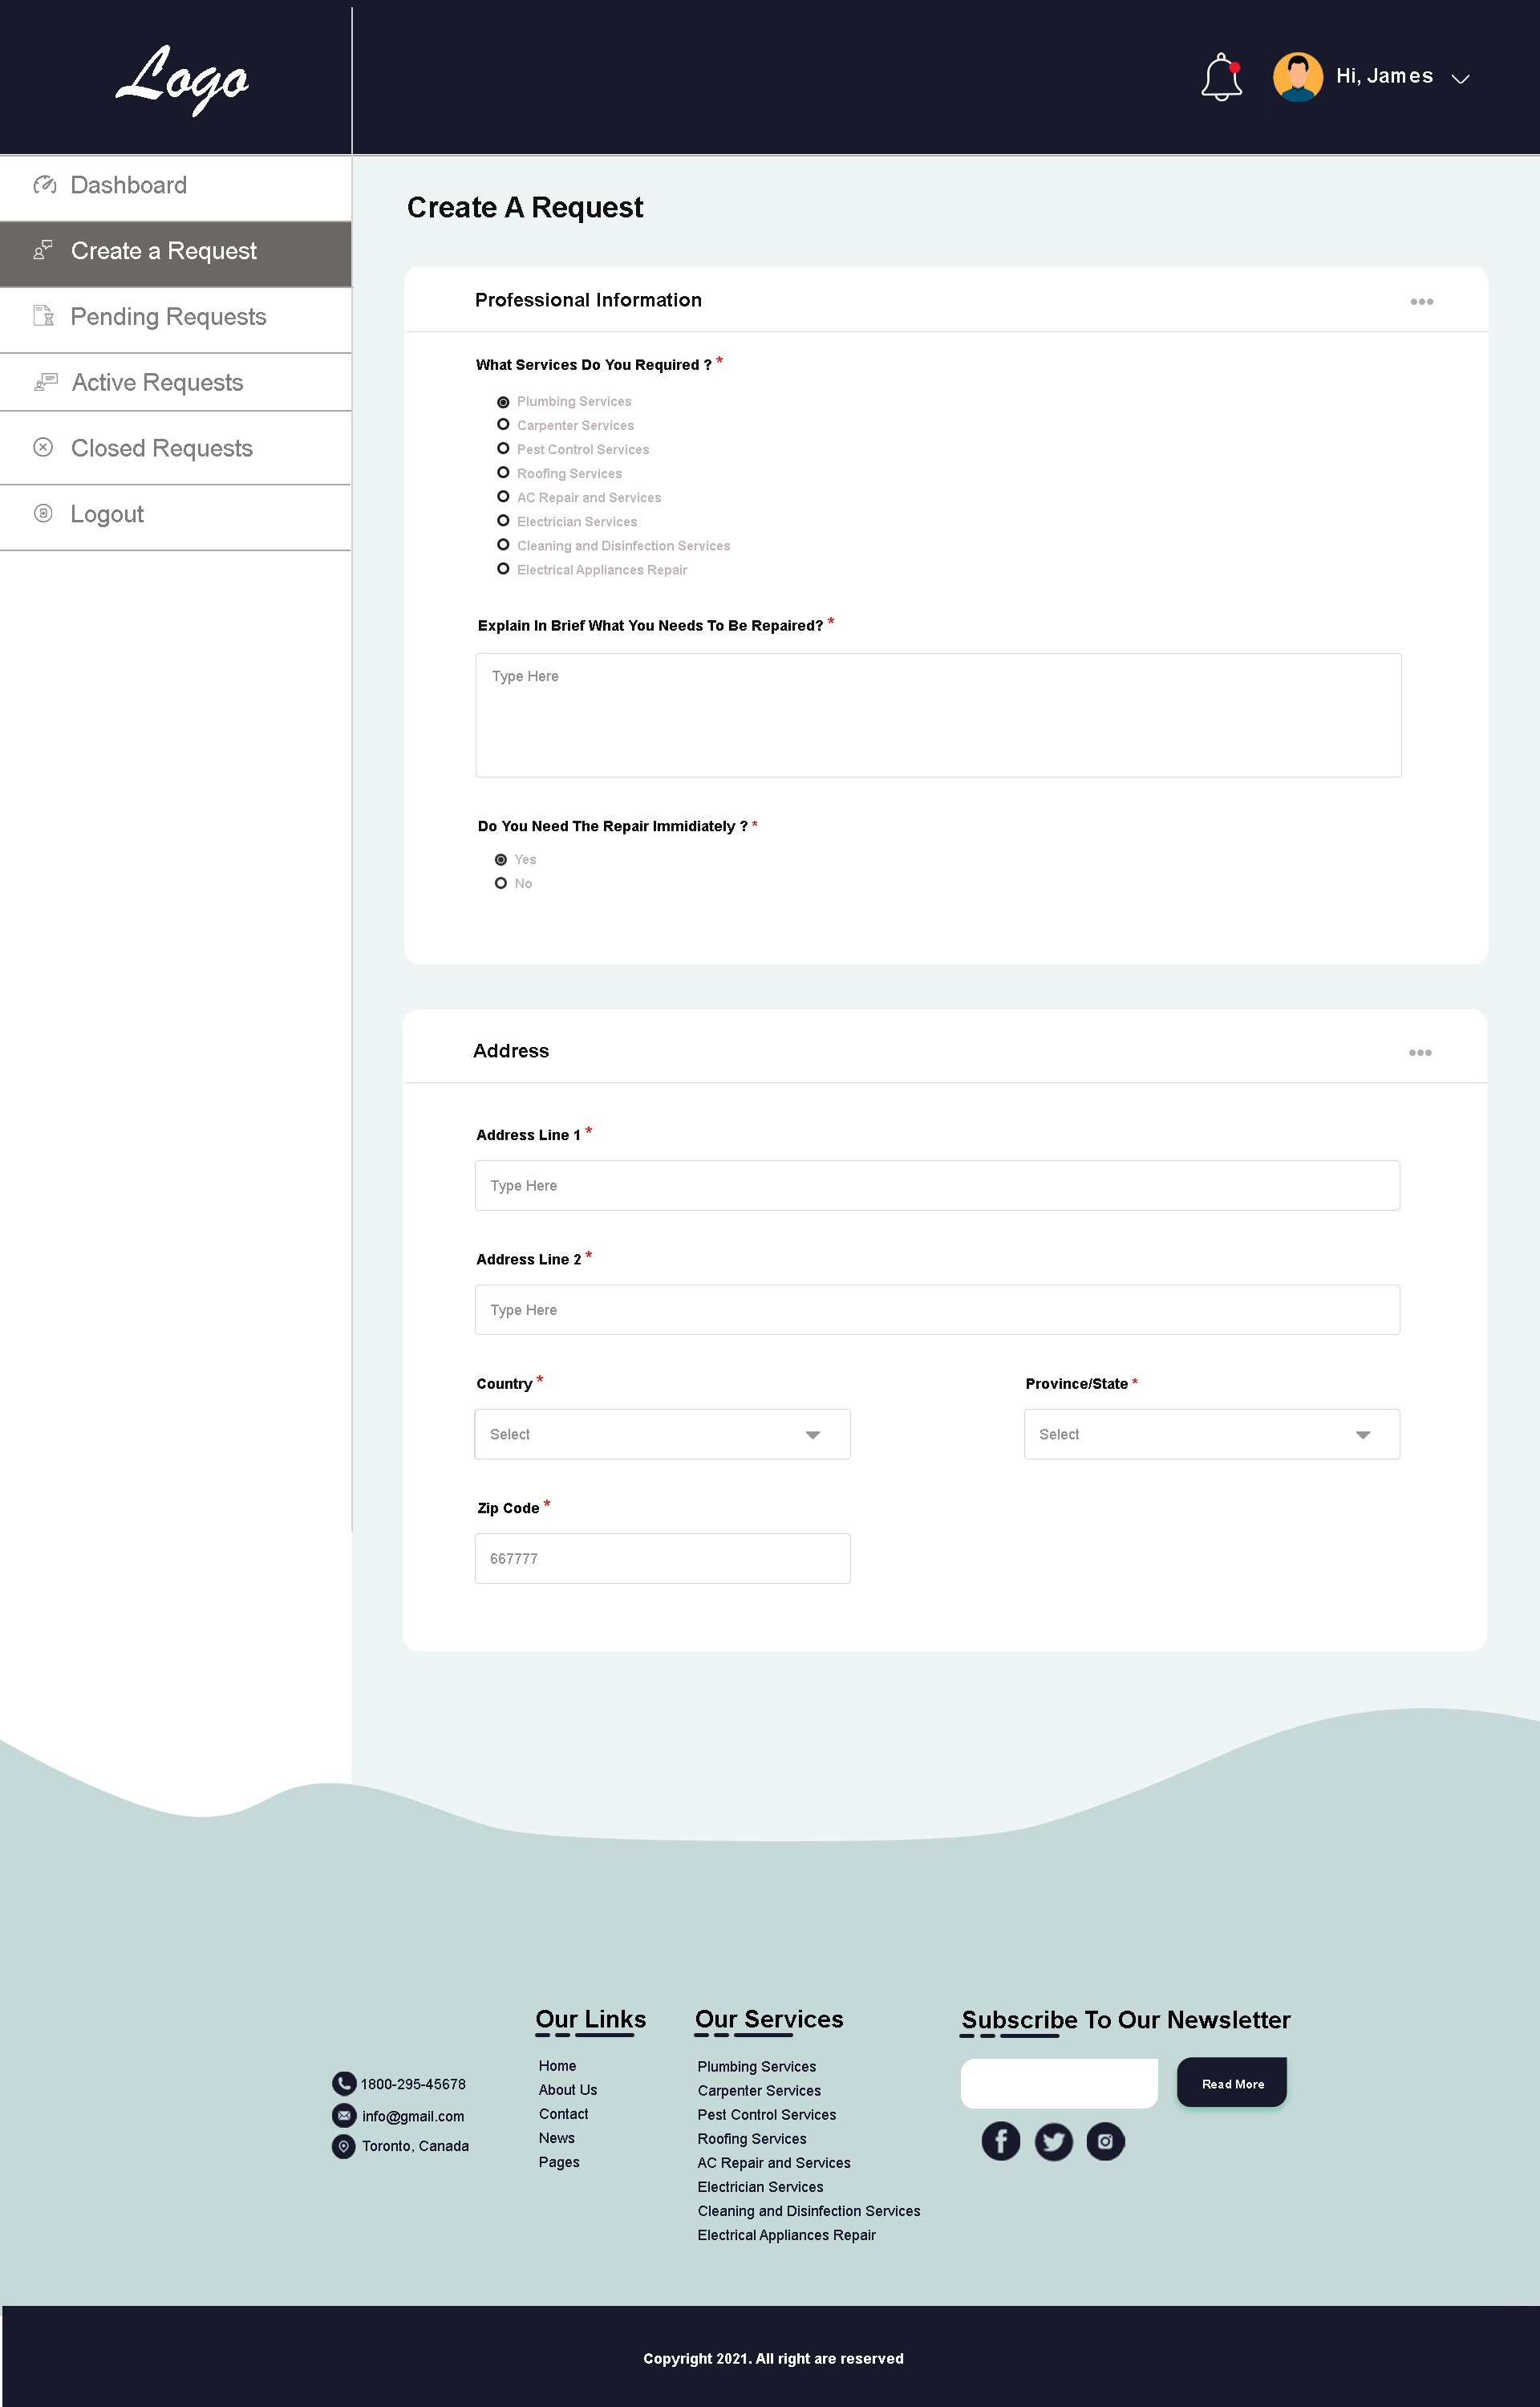 Logo
Hi, James
Dashboard
Create a Request
Pending Requests
Active Requests
Closed Requests
Logout
Create A Request
Professional Information
What Services Do You Required ? *
Plumbing Services
Carpenter Services
Pest Control Services
Roofing Services
AC Repair and Services
Electrician Services
Cleaning and Disinfection Services
Electrical Appliances Repair
Explain In Brief What You Needs To Be Repaired? *
Type Here
Do You Need The Repair Immidiately ? *
Yes
No
Address
Address Line 1 *
Type Here
Address Line 2 *
Type Here
Country *
Select
Province/State *
Select
Zip Code *
667777
1800-295-45678
info@gmail.com
Toronto, Canada
Our Links
Home
About Us
Contact
News
Pages
Our Services
Plumbing Services
Carpenter Services
Pest Control Services
Roofing Services
AC Repair and Services
Electrician Services
Cleaning and Disinfection Services
Electrical Appliances Repair
Subscribe To Our Newsletter
Read More
Copyright 2021. All right are reserved